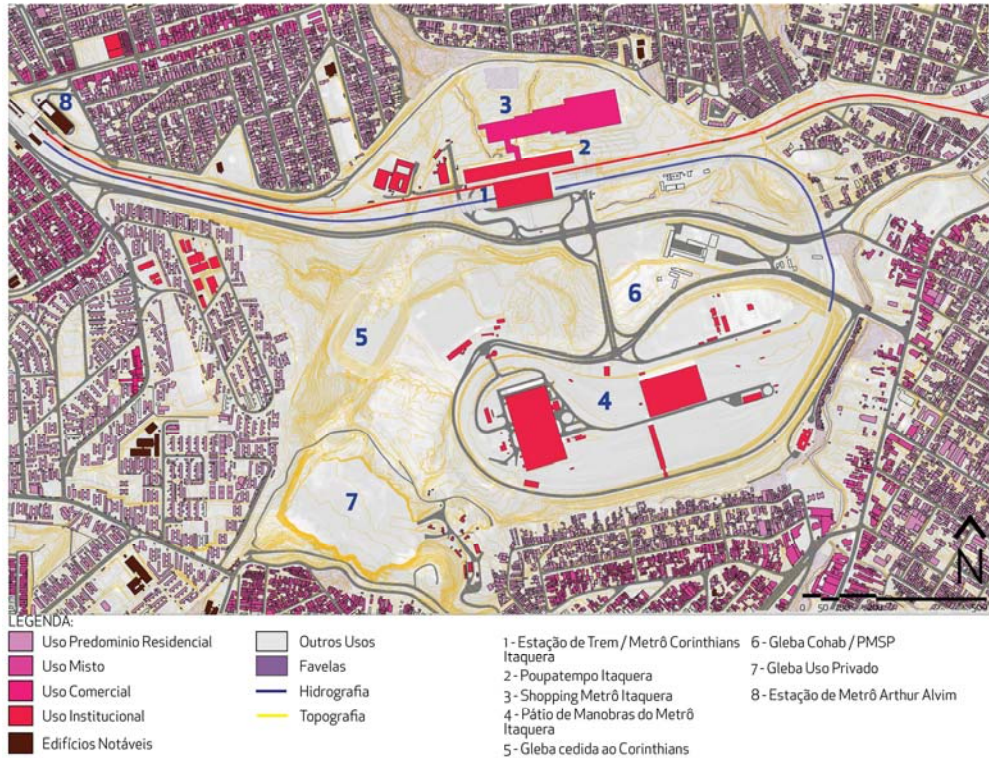 8
3
2
1
6
5
4
7
N
LEGENDA:
Uso Predominio Residencial
Uso Misto
Uso Comercial
Uso Institucional
Edifícios Notáveis
Outros Usos
Favelas
Hidrografia
Topografia
1 - Estação de Trem / Metrô Corinthians
Itaquera
2 - Poupatempo Itaquera
3 - Shopping Metrô Itaquera
4 - Pátio de Manobras do Metrô
Itaquera
5 - Gleba cedida ao Corinthians
6 - Gleba Cohab / PMSP
7 - Gleba Uso Privado
8 - Estação de Metrô Arthur Alvim